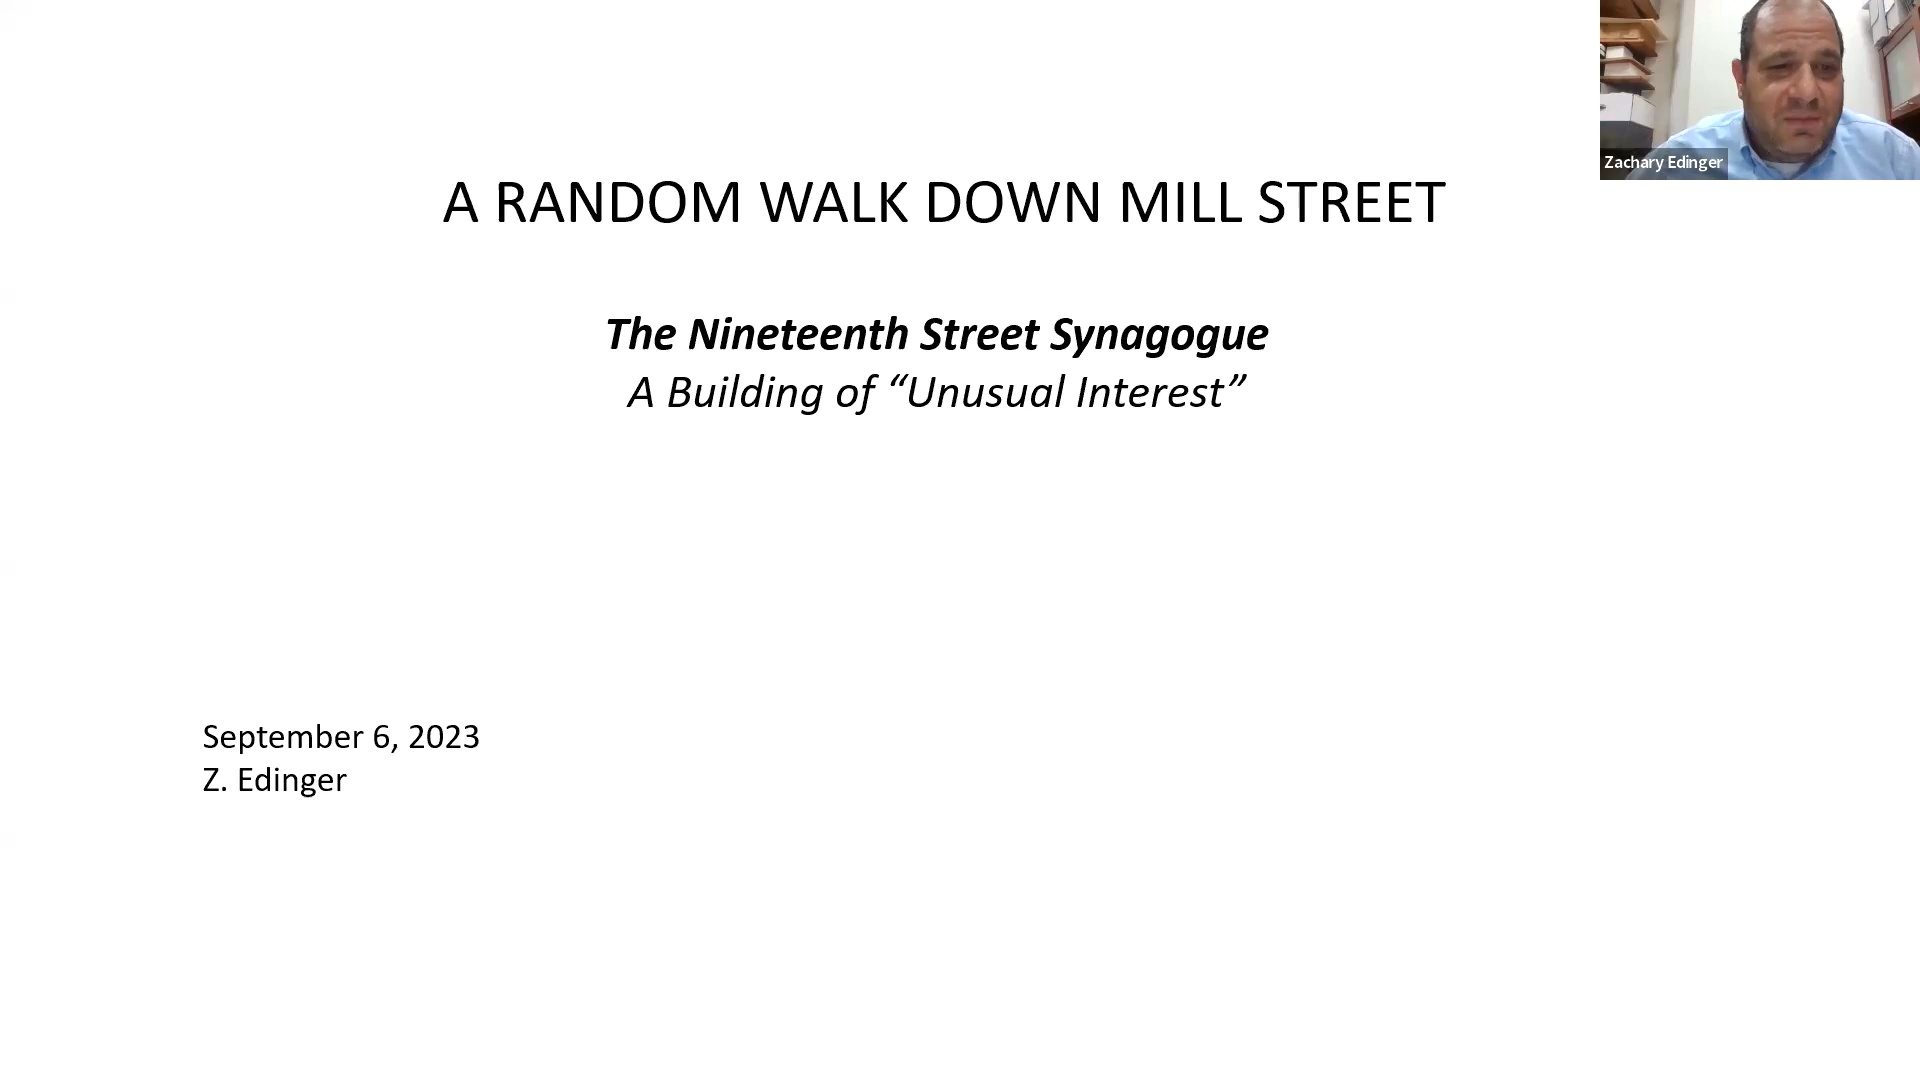 Zachary Edinger
A RANDOM WALK DOWN MILL STREET
The Nineteenth Street Synagogue
A Building of “Unusual Interest”
September 6, 2023
Z. Edinger